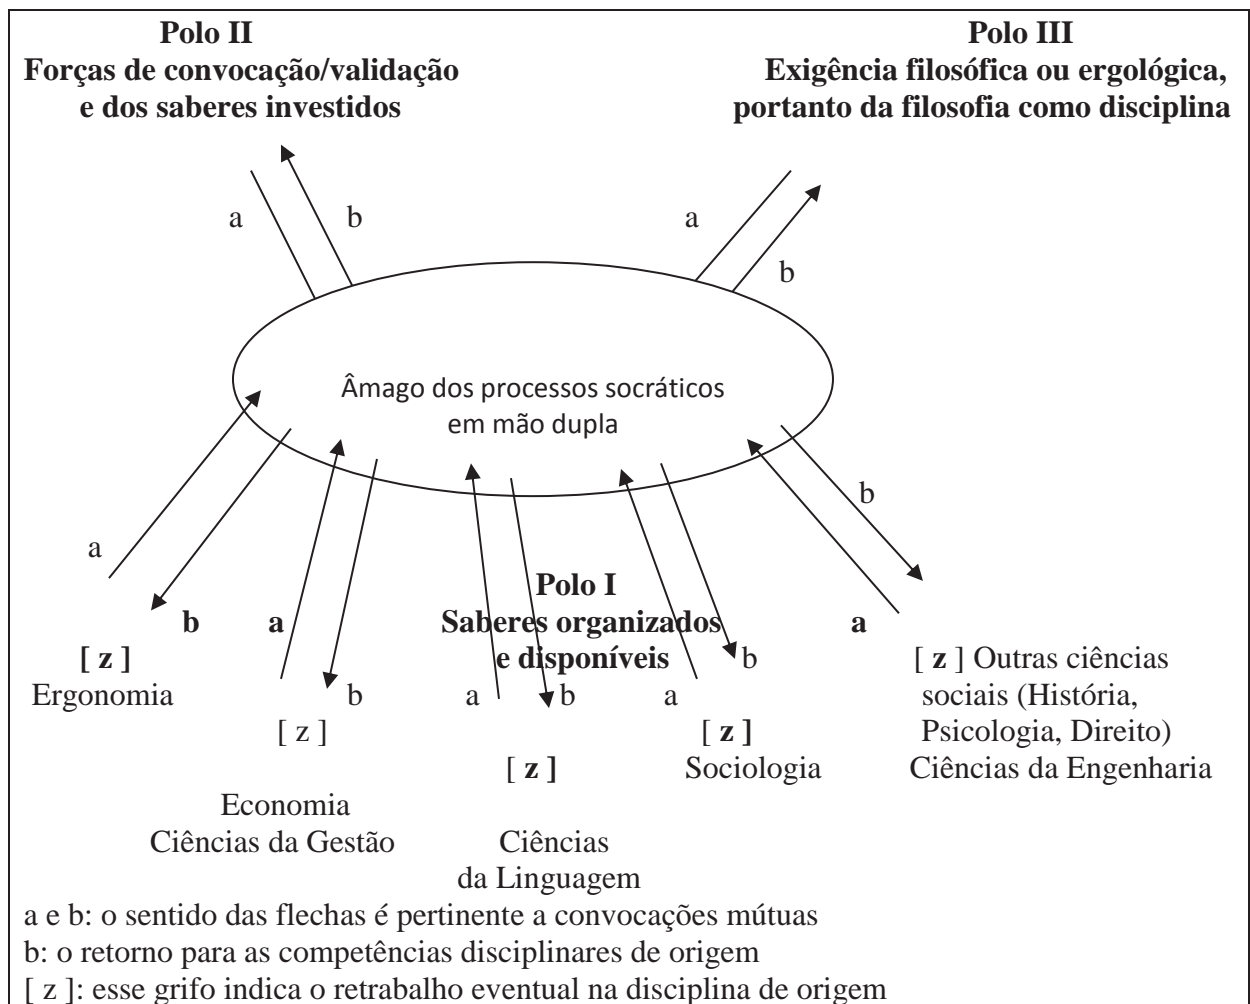 Polo II
Forças de convocação/validação
e dos saberes investidos
Polo III
Exigência filosófica ou ergológica,
portanto da filosofia como disciplina
a
b
a
b
Âmago dos processos socráticos
em mão dupla
a
b
a
b
Polo I
Saberes organizados
e disponíveis
a
b
a
b
b
a
[ z ]
Ergonomia
[ z ]
Economia
Ciências da Gestão
[ z ]
Ciências
da Linguagem
[ z ]
Sociologia
[ z ] Outras ciências
sociais (História,
Psicologia, Direito)
Ciências da Engenharia
a e b: o sentido das flechas é pertinente a convocações mútuas
b: o retorno para as competências disciplinares de origem
[ z ]: esse grifo indica o retrabalho eventual na disciplina de origem